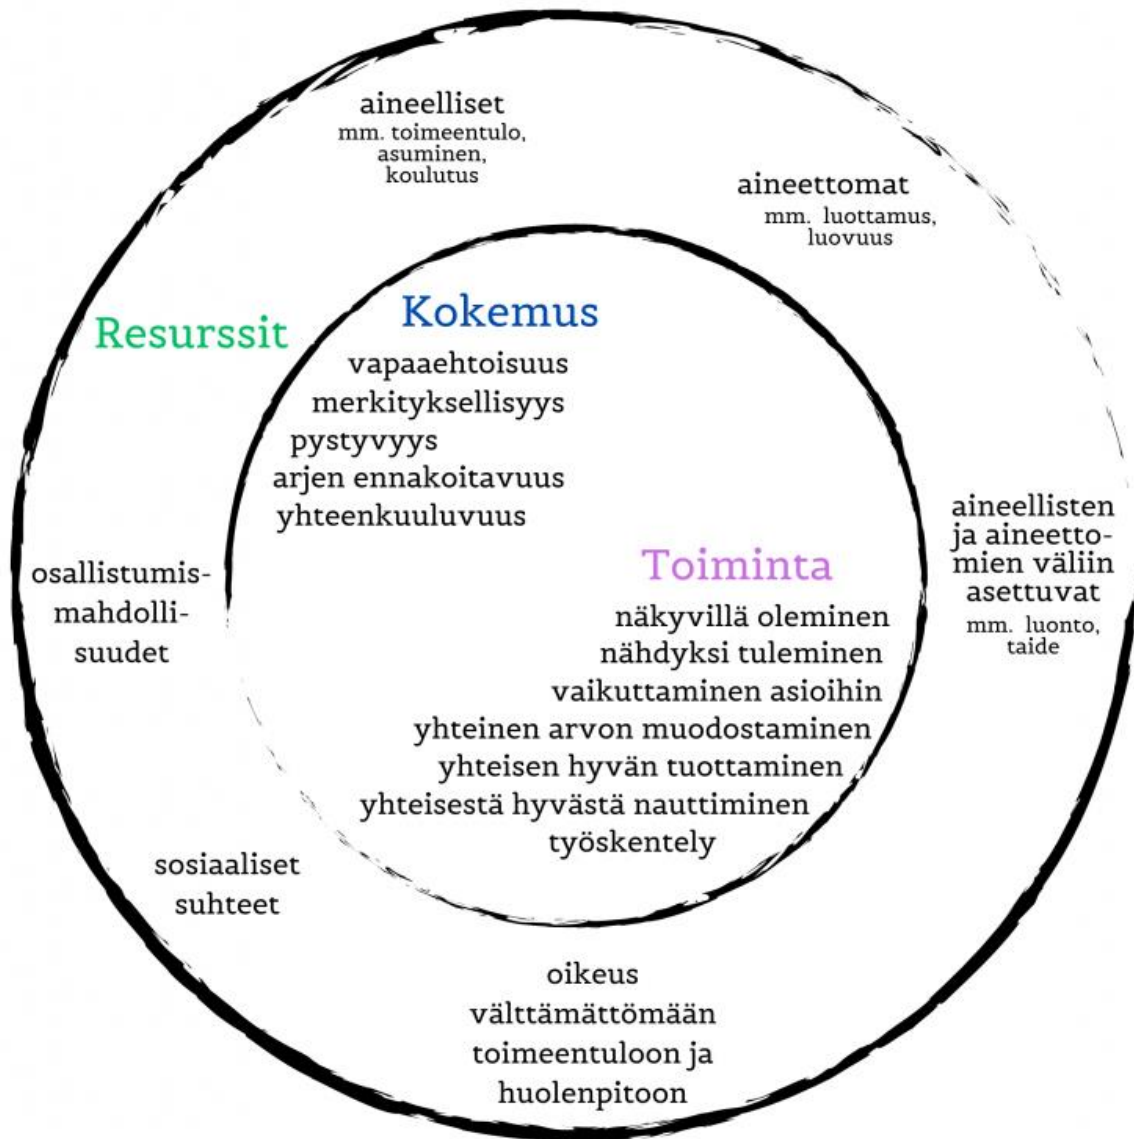 aineelliset
mm. toimeentulo,
asuminen,
koulutus
aineettomat
mm. luottamus,
luovuus
Resurssit
Kokemus
vapaaehtoisuus
merkityksellisyys
pystyvyys
arjen ennakoitavuus
yhteenkuuluvuus
aineellisten
ja aineetto-
mien väliin
asettuvat
mm. luonto,
taide
osallistumis-
mahdolli-
suudet
Toiminta
näkyvillä oleminen
nähdyksi tuleminen
vaikuttaminen asioihin
yhteinen arvon muodostaminen
yhteisen hyvän tuottaminen
yhteisestä hyvästä nauttiminen
työskentely
sosiaaliset
suhteet
oikeus
välttämättömään
toimeentuloon ja
huolenpitoon